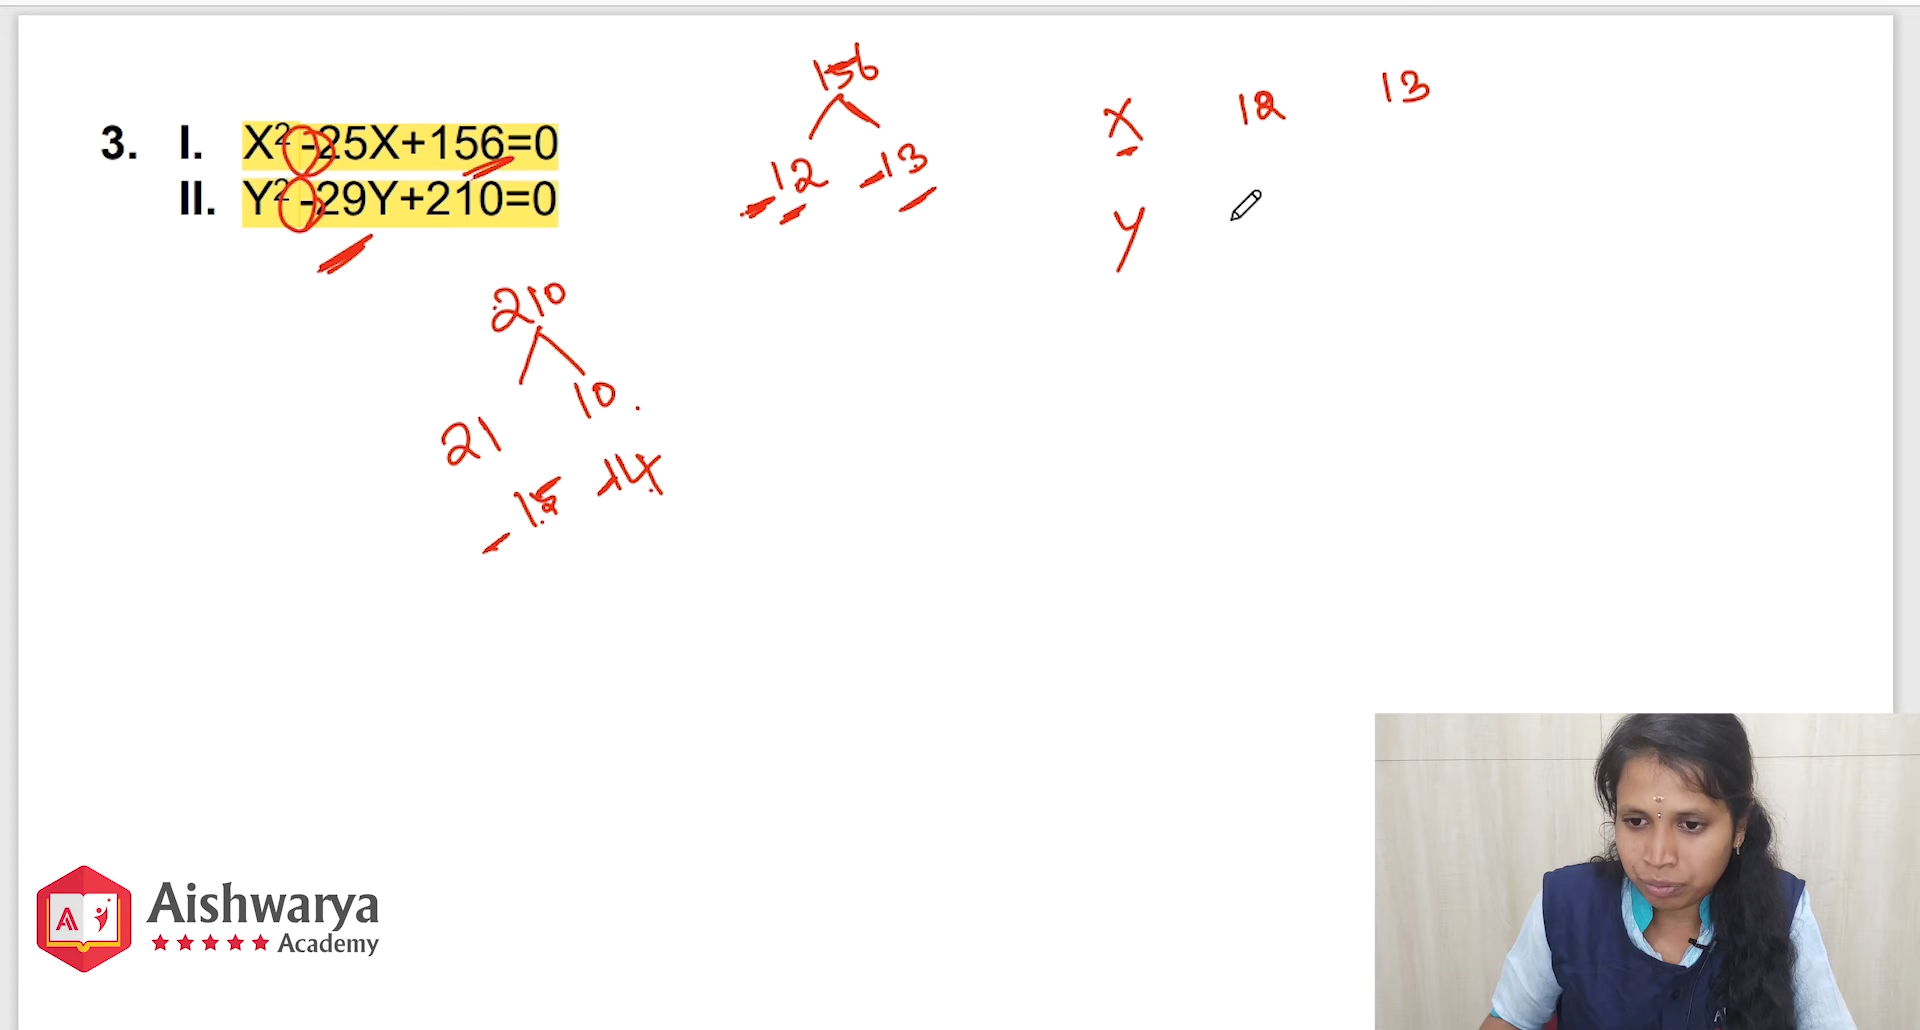 3. I. X²-25X+156=0
II. Y²-29Y+210=0
156
-12 -13
X 12 13
Y
210
21 10
-15 -14
Aishwarya
Academy